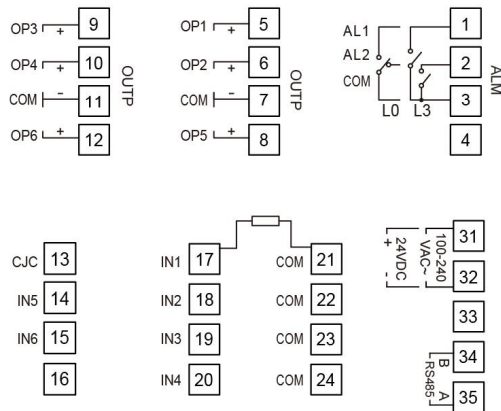 OP3 + 9
OP4 + 10
COM - 11
OP6 + 12
OUTP
OP1 + 5
OP2 + 6
COM - 7
OP5 + 8
OUTP
AL1 1
AL2 2
COM 3
L0 L3
4
ALM
CJC 13
IN5 14
IN6 15
16
IN1 17
IN2 18
IN3 19
IN4 20
COM 21
COM 22
COM 23
COM 24
+ -
24VDC
100-240
VAC~
31
32
33
34
35
B
A
RS485